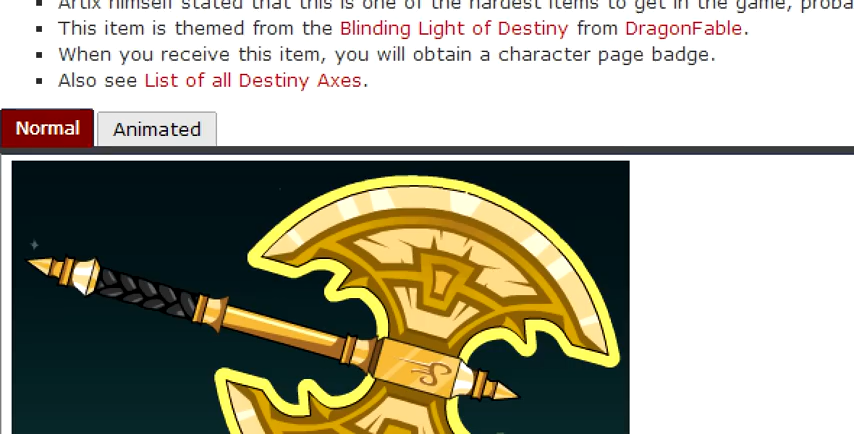 Artix himself stated that this is one of the hardest items to get in the game, proba
This item is themed from the Blinding Light of Destiny from DragonFable.
When you receive this item, you will obtain a character page badge.
Also see List of all Destiny Axes.
Normal
Animated